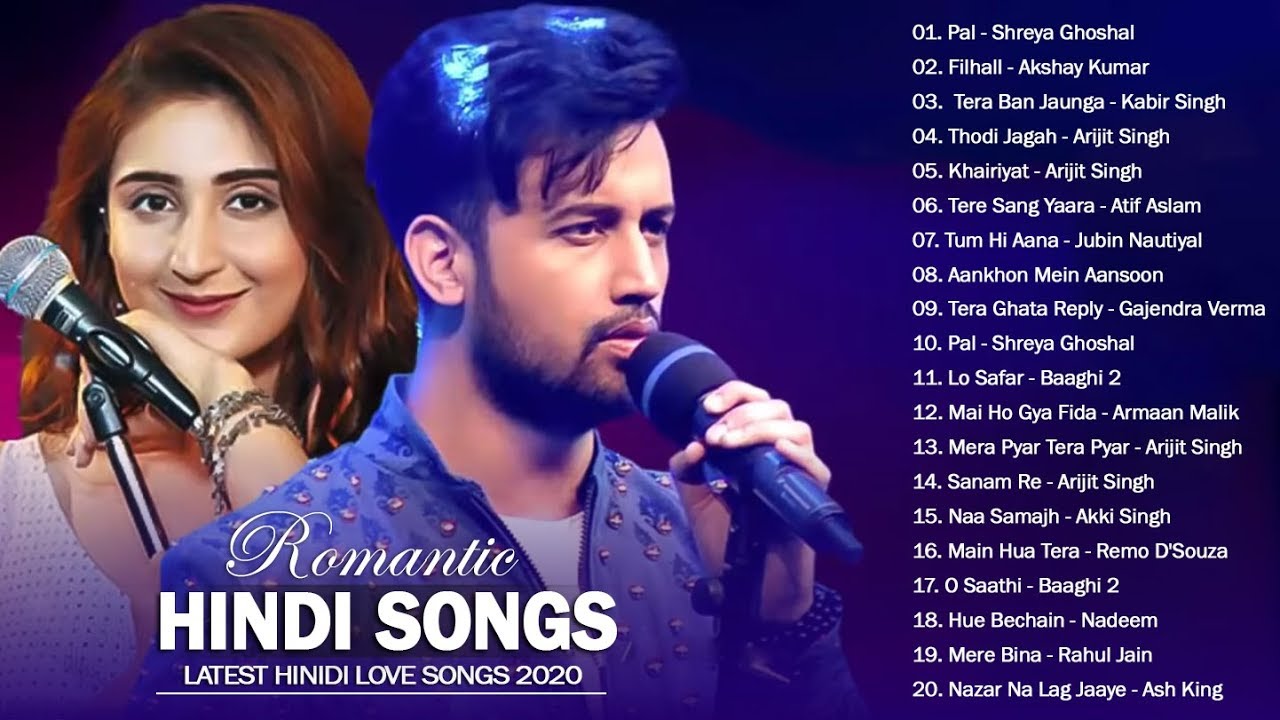 01. Pal - Shreya Ghoshal
02. Filhall - Akshay Kumar
03. Tera Ban Jaunga - Kabir Singh
04. Thodi Jagah - Arijit Singh
05. Khairiyat - Arijit Singh
06. Tere Sang Yaara - Atif Aslam
07. Tum Hi Aana - Jubin Nautiyal
08. Aankhon Mein Aansoon
09. Tera Ghata Reply - Gajendra Verma
10. Pal - Shreya Ghoshal
11. Lo Safar - Baaghi 2
12. Mai Ho Gya Fida - Armaan Malik
13. Mera Pyar Tera Pyar - Arijit Singh
14. Sanam Re - Arijit Singh
15. Naa Samajh - Akki Singh
16. Main Hua Tera - Remo D'Souza
17. O Saathi - Baaghi 2
18. Hue Bechain - Nadeem
19. Mere Bina - Rahul Jain
20. Nazar Na Lag Jaaye - Ash King
Romantic
HINDI SONGS
LATEST HINIDI LOVE SONGS 2020